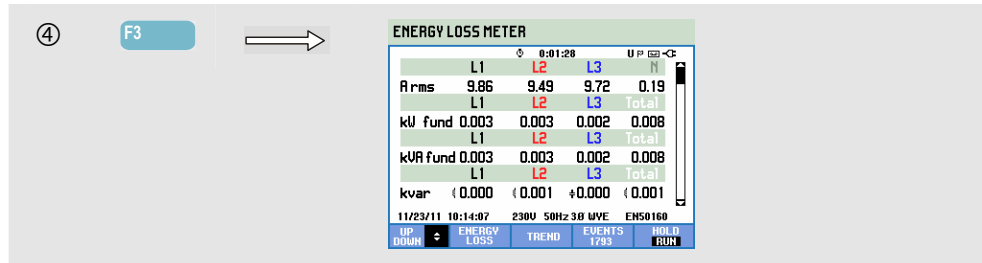 ④ F3
ENERGY LOSS METER
0:01:28 U
L1 L2 L3 N
A rms 9.86 9.49 9.72 0.19
L1 L2 L3 Total
kW fund 0.003 0.003 0.002 0.008
L1 L2 L3 Total
kVA fund 0.003 0.003 0.002 0.008
L1 L2 L3 Total
kvar 0.000 0.001 0.000 0.001
11/23/11 10:14:07 230V 50Hz 3.0 WYE EN50160
UP DOWN ENERGY LOSS TREND EVENTS 1793 HOLD RUN